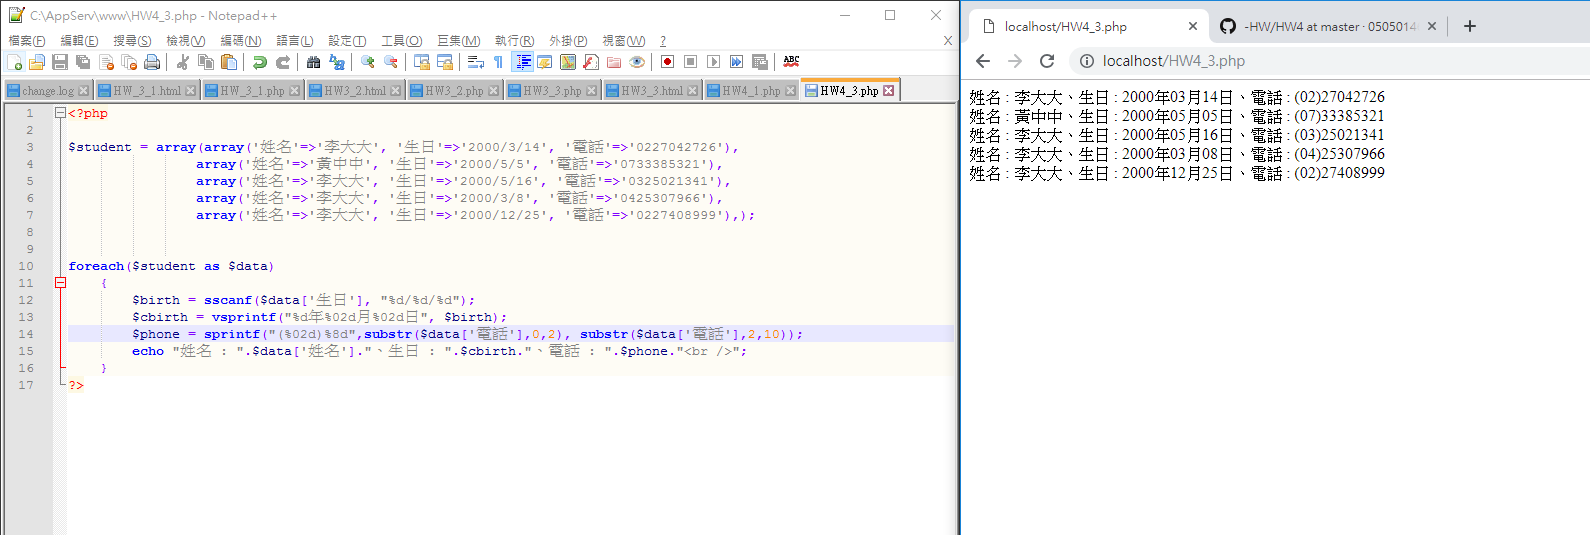 C:\AppServ\www\HW4_3.php - Notepad++
檔案(F) 編輯(E) 搜尋(S) 檢視(V) 編碼(N) 語言(L) 設定(T) 工具(O) 巨集(M) 執行(R) 外掛(P) 視窗(W) ? X
ABC
change.log HW_3_1.html HW_3_1.php HW3_2.html HW3_2.php HW3_3.php HW3_3.html HW4_1.php HW4_3.php
1 <?php
2
3 $student = array(array('姓名'=>'李大大', '生日'=>'2000/3/14', '電話'=>'0227042726'),
4 array('姓名'=>'黃中中', '生日'=>'2000/5/5', '電話'=>'0733385321'),
5 array('姓名'=>'李大大', '生日'=>'2000/5/16', '電話'=>'0325021341'),
6 array('姓名'=>'李大大', '生日'=>'2000/3/8', '電話'=>'0425307966'),
7 array('姓名'=>'李大大', '生日'=>'2000/12/25', '電話'=>'0227408999'),);
8
9
10 foreach($student as $data)
11 {
12 $birth = sscanf($data['生日'], "%d/%d/%d");
13 $cbirth = vsprintf("%d年%02d月%02d日", $birth);
14 $phone = sprintf("(%02d)%8d",substr($data['電話'],0,2), substr($data['電話'],2,10));
15 echo "姓名 : ".$data['姓名']."、生日 : ".$cbirth."、電話 : ".$phone."<br />";
16 }
17 ?>
localhost/HW4_3.php -HW/HW4 at master · 0505014
localhost/HW4_3.php
姓名 : 李大大、生日 : 2000年03月14日、電話 : (02)27042726
姓名 : 黃中中、生日 : 2000年05月05日、電話 : (07)33385321
姓名 : 李大大、生日 : 2000年05月16日、電話 : (03)25021341
姓名 : 李大大、生日 : 2000年03月08日、電話 : (04)25307966
姓名 : 李大大、生日 : 2000年12月25日、電話 : (02)27408999